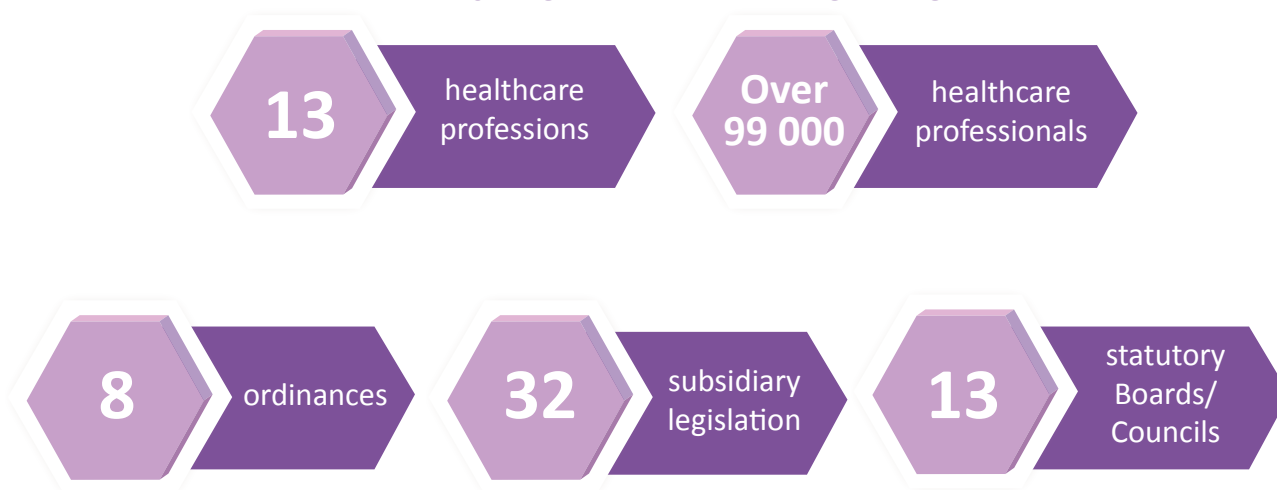 13
healthcare
professions
Over
99 000
healthcare
professionals
8
ordinances
32
subsidiary
legislation
13
statutory
Boards/
Councils